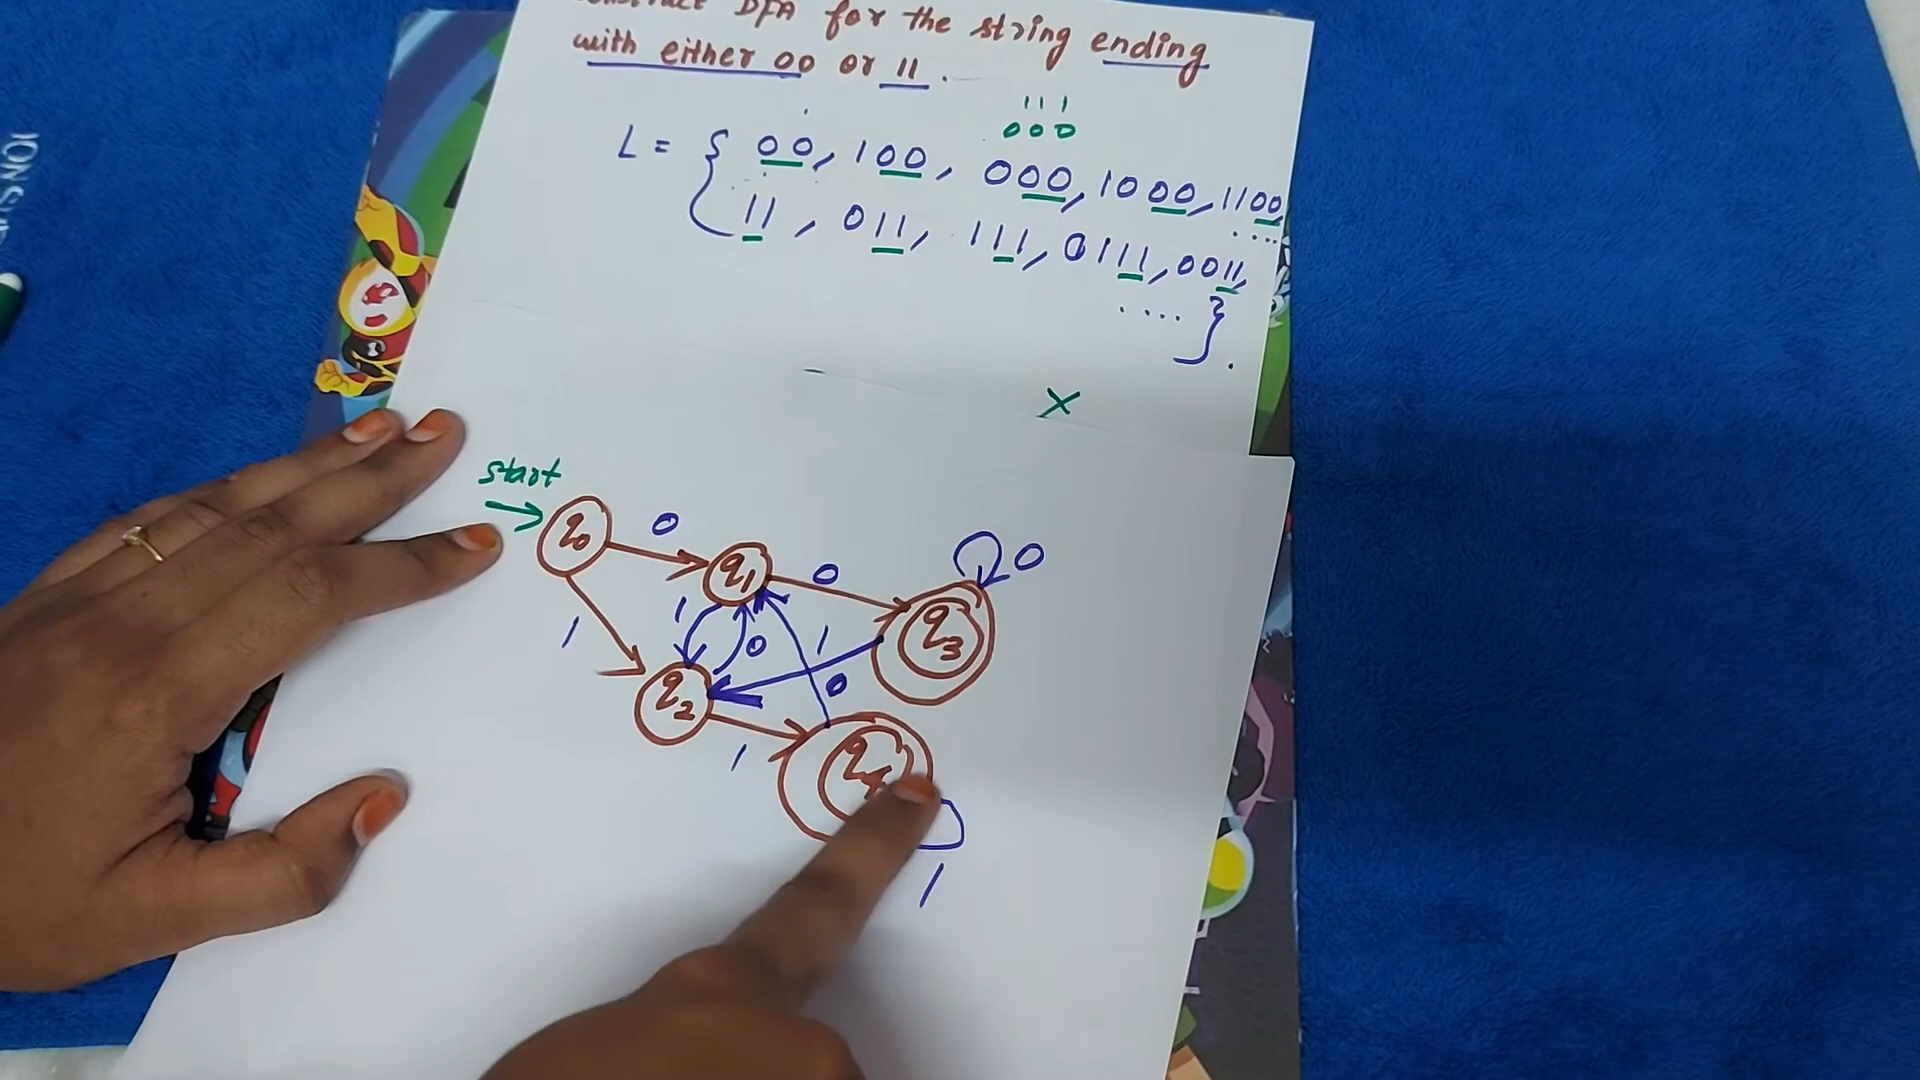 DFA for the string ending
with either 00 or 11.
111
000
L = { 00, 100, 000, 1000, 1100,
....
11, 011, 111, 0111, 0011,
.... }.
X
start
q0 0 q1 0 q3 0
1 1 0 1
q2 0
1 q4
1